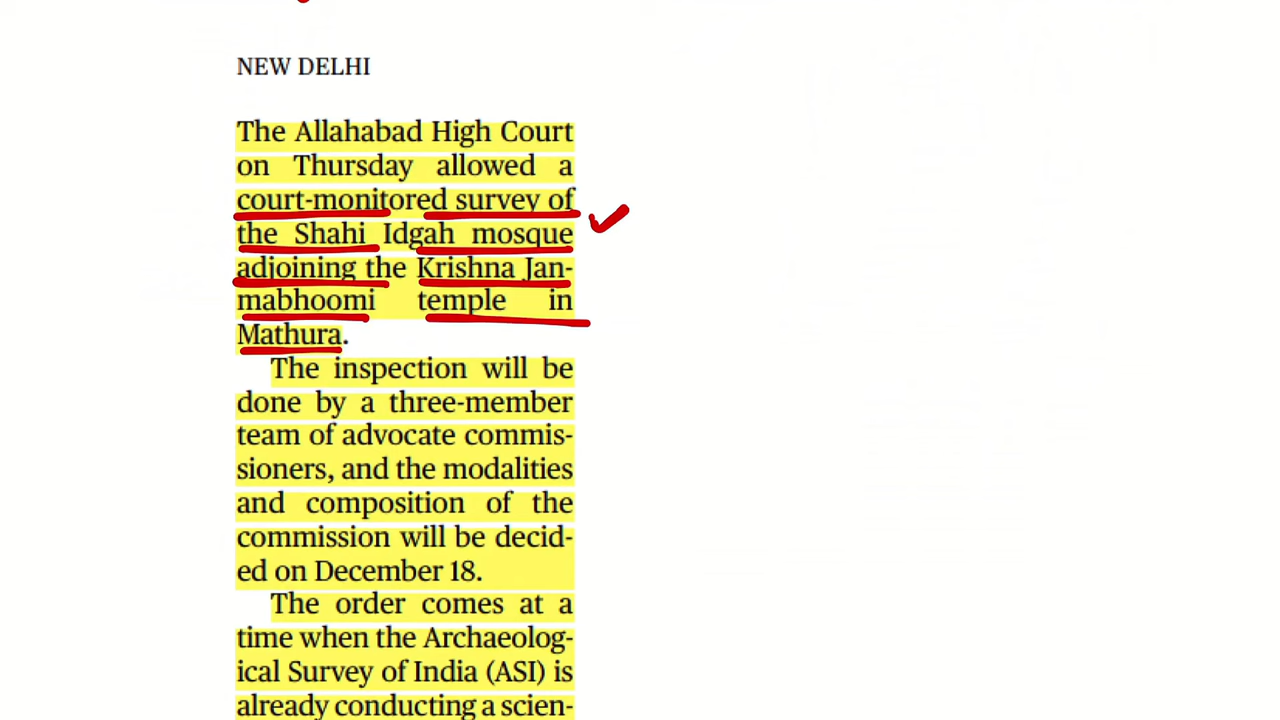 NEW DELHI
The Allahabad High Court
on Thursday allowed a
court-monitored survey of
the Shahi Idgah mosque
adjoining the Krishna Jan-
mabhoomi temple in
Mathura.
The inspection will be
done by a three-member
team of advocate commis-
sioners, and the modalities
and composition of the
commission will be decid-
ed on December 18.
The order comes at a
time when the Archaeolog-
ical Survey of India (ASI) is
already conducting a scien-